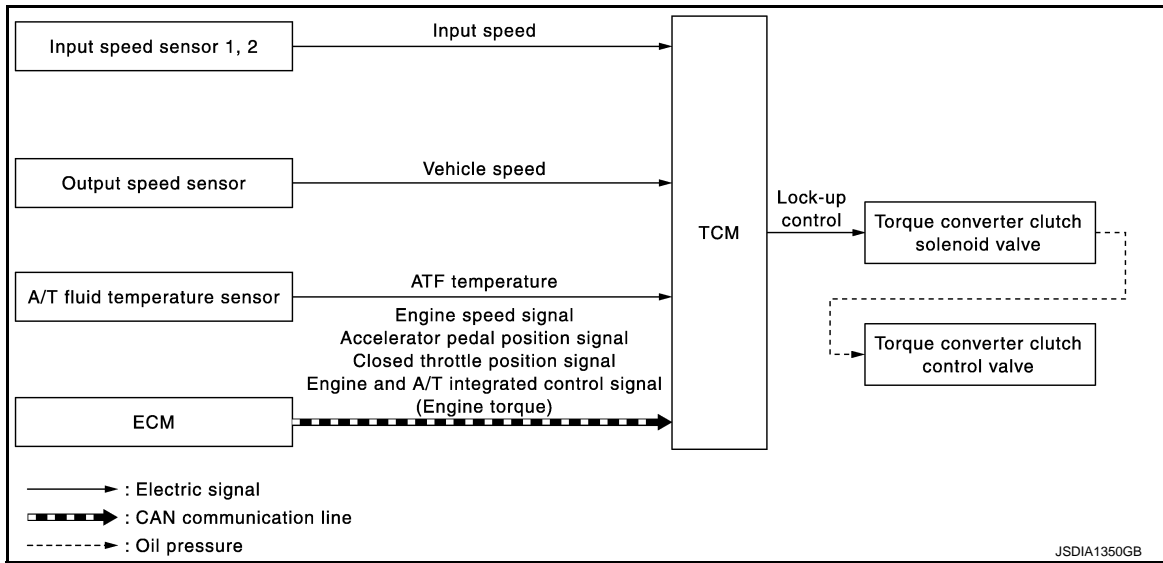 Input speed sensor 1, 2
Input speed
Output speed sensor
Vehicle speed
A/T fluid temperature sensor
ATF temperature
Engine speed signal
Accelerator pedal position signal
Closed throttle position signal
Engine and A/T integrated control signal
(Engine torque)
ECM
TCM
Lock-up
control
Torque converter clutch
solenoid valve
Torque converter clutch
control valve
: Electric signal
: CAN communication line
: Oil pressure
JSDIA1350GB